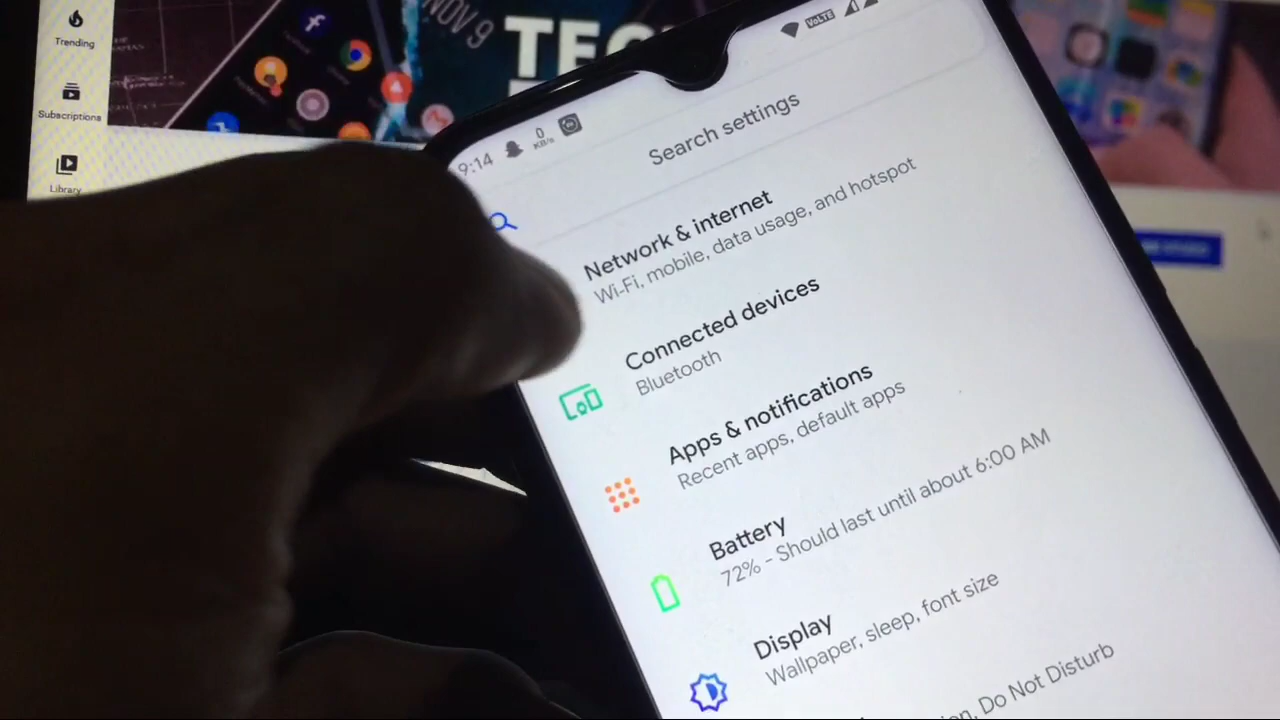 Trending
Subscriptions
Library
NOV 9
TEC
9:14
0
KB/s
VoLTE
Search settings
Network & internet
Wi-Fi, mobile, data usage, and hotspot
Connected devices
Bluetooth
Apps & notifications
Recent apps, default apps
Battery
72% - Should last until about 6:00 AM
Display
Wallpaper, sleep, font size
Do Not Disturb